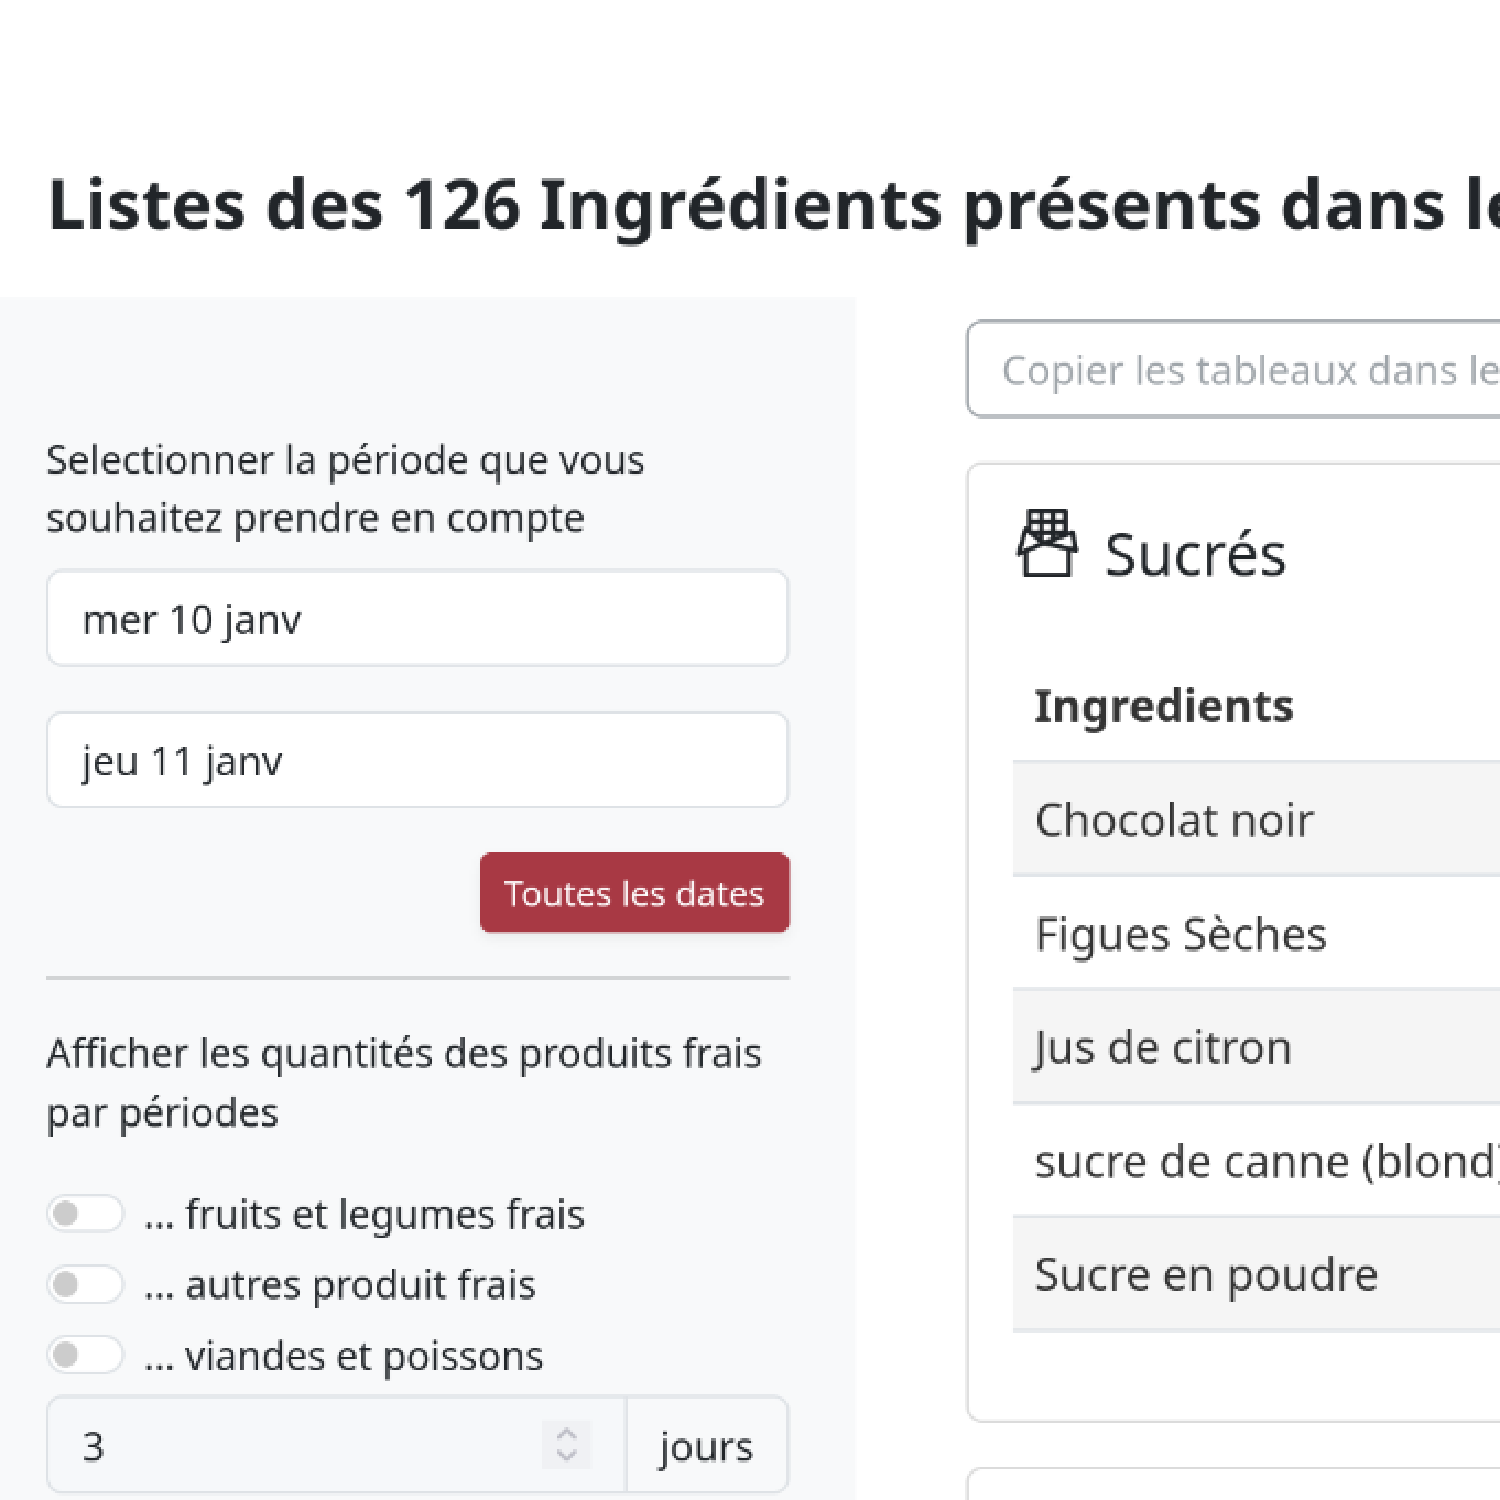 Listes des 126 Ingrédients présents dans
Selectionner la période que vous
souhaitez prendre en compte
mer 10 janv
jeu 11 janv
Toutes les dates
Afficher les quantités des produits frais
par périodes
... fruits et legumes frais
... autres produit frais
... viandes et poissons
3
jours
Copier les tableaux dans
Sucrés
Ingredients
Chocolat noir
Figues Sèches
Jus de citron
sucre de canne (blond)
Sucre en poudre